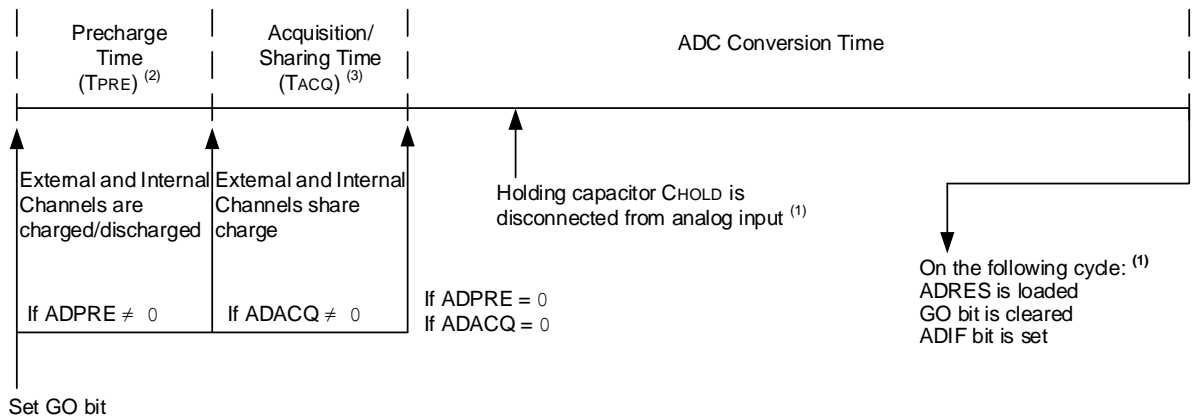 Precharge
Time
(TPRE) (2)
Acquisition/
Sharing Time
(TACQ) (3)
ADC Conversion Time
External and Internal
Channels are
charged/discharged
External and Internal
Channels share
charge
Holding capacitor CHOLD is
disconnected from analog input (1)
If ADPRE ≠ 0
If ADACQ ≠ 0
If ADPRE = 0
If ADACQ = 0
On the following cycle: (1)
ADRES is loaded
GO bit is cleared
ADIF bit is set
Set GO bit